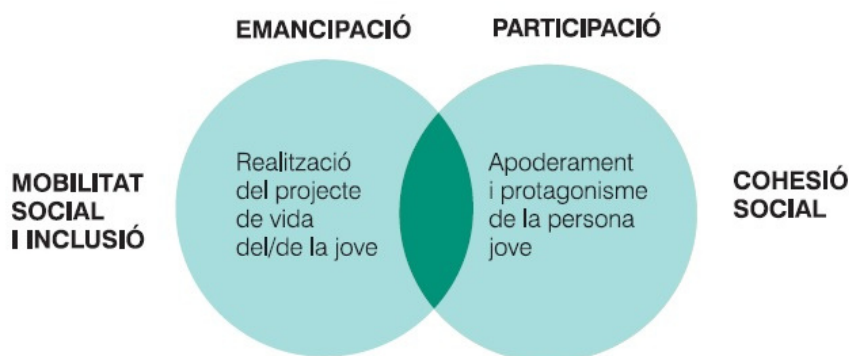 EMANCIPACIÓ
PARTICIPACIÓ
MOBILITAT
SOCIAL
I INCLUSIÓ
Realització
del projecte
de vida
del/de la jove
Apoderament
i protagonisme
de la persona
jove
COHESIÓ
SOCIAL